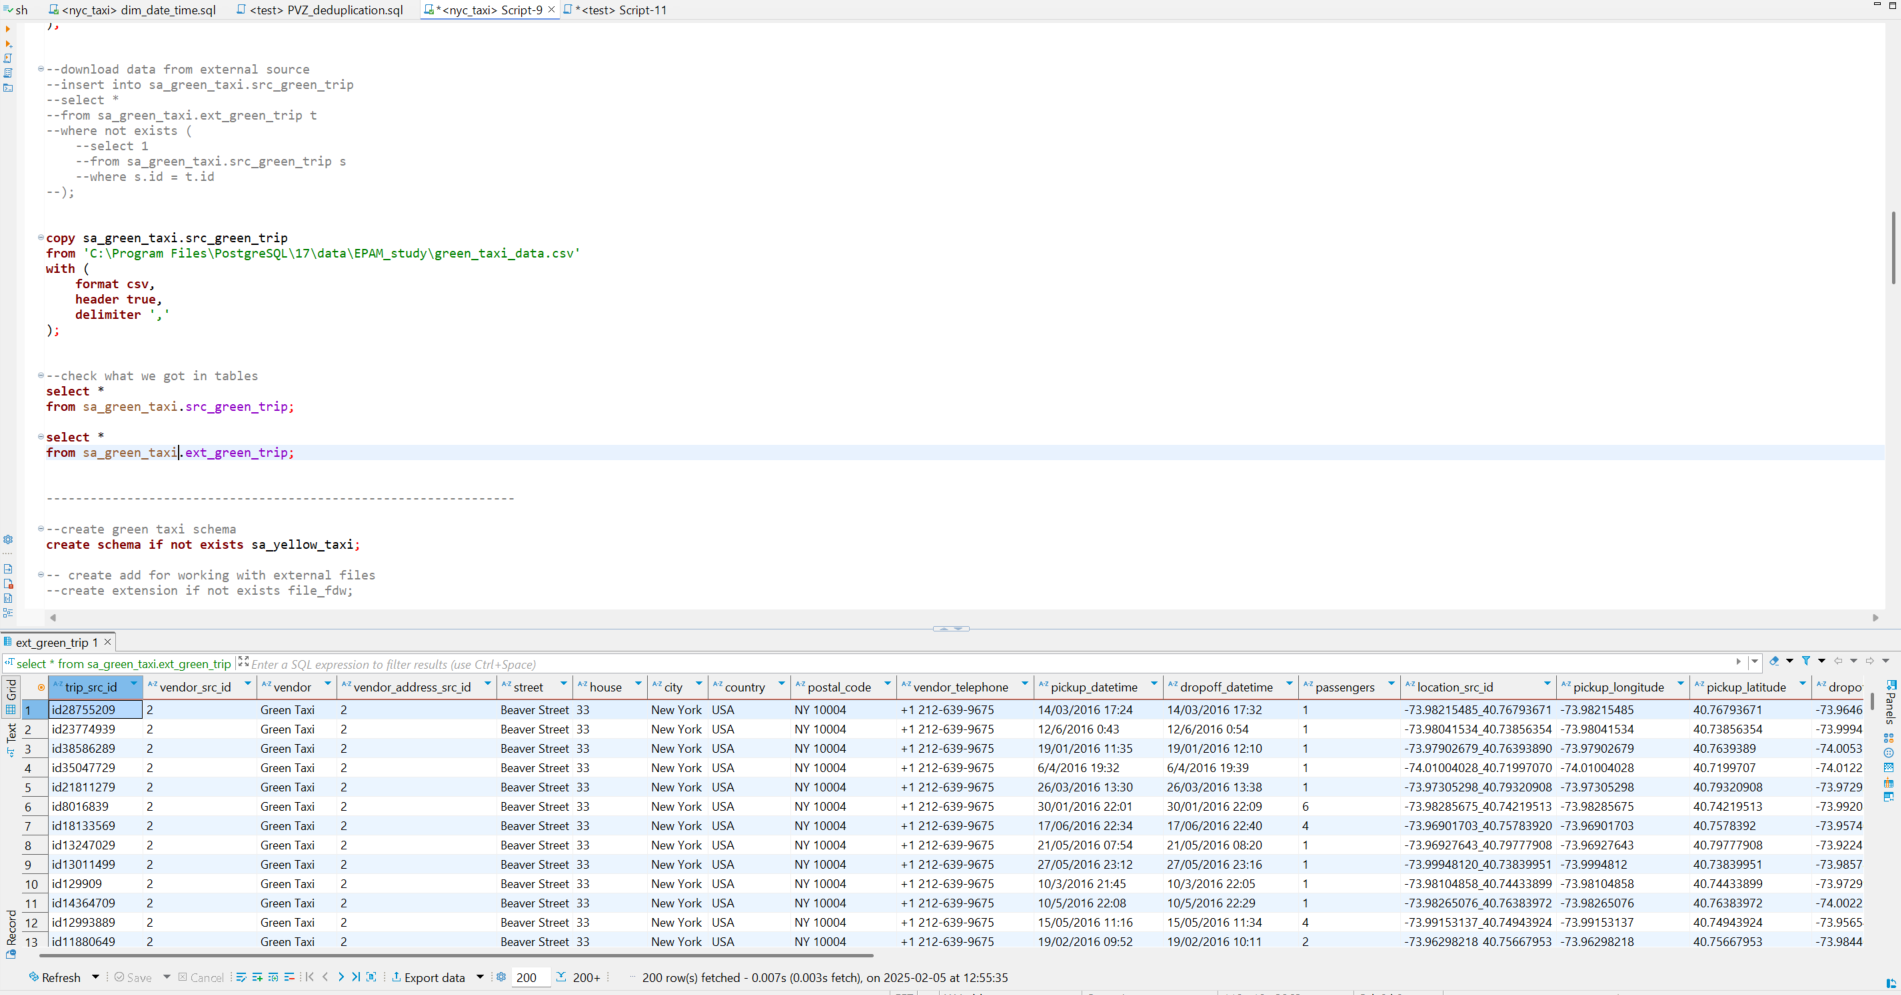 sh <nyc_taxi> dim_date_time.sql <test> PVZ_deduplication.sql *<nyc_taxi> Script-9 *<test> Script-11
);
--download data from external source
--insert into sa_green_taxi.src_green_trip
--select *
--from sa_green_taxi.ext_green_trip t
--where not exists (
--select 1
--from sa_green_taxi.src_green_trip s
--where s.id = t.id
--);
copy sa_green_taxi.src_green_trip
from 'C:\Program Files\PostgreSQL\17\data\EPAM_study\green_taxi_data.csv'
with (
format csv,
header true,
delimiter ','
);
--check what we got in tables
select *
from sa_green_taxi.src_green_trip;
select *
from sa_green_taxi.ext_green_trip;
----------------------------------------------------------------
--create green taxi schema
create schema if not exists sa_yellow_taxi;
-- create add for working with external files
--create extension if not exists file_fdw;
ext_green_trip 1
select * from sa_green_taxi.ext_green_trip Enter a SQL expression to filter results (use Ctrl+Space)
Grid
Text
Record
Panels
trip_src_id vendor_src_id vendor vendor_address_src_id street house city country postal_code vendor_telephone pickup_datetime dropoff_datetime passengers location_src_id pickup_longitude pickup_latitude dropo
1 id28755209 2 Green Taxi 2 Beaver Street 33 New York USA NY 10004 +1 212-639-9675 14/03/2016 17:24 14/03/2016 17:32 1 -73.98215485_40.76793671 -73.98215485 40.76793671 -73.9646
2 id23774939 2 Green Taxi 2 Beaver Street 33 New York USA NY 10004 +1 212-639-9675 12/6/2016 0:43 12/6/2016 0:54 1 -73.98041534_40.73856354 -73.98041534 40.73856354 -73.9994
3 id38586289 2 Green Taxi 2 Beaver Street 33 New York USA NY 10004 +1 212-639-9675 19/01/2016 11:35 19/01/2016 12:10 1 -73.97902679_40.76393890 -73.97902679 40.7639389 -74.0053
4 id35047729 2 Green Taxi 2 Beaver Street 33 New York USA NY 10004 +1 212-639-9675 6/4/2016 19:32 6/4/2016 19:39 1 -74.01004028_40.71997070 -74.01004028 40.7199707 -74.0122
5 id21811279 2 Green Taxi 2 Beaver Street 33 New York USA NY 10004 +1 212-639-9675 26/03/2016 13:30 26/03/2016 13:38 1 -73.97305298_40.79320908 -73.97305298 40.79320908 -73.9729
6 id8016839 2 Green Taxi 2 Beaver Street 33 New York USA NY 10004 +1 212-639-9675 30/01/2016 22:01 30/01/2016 22:09 6 -73.98285675_40.74219513 -73.98285675 40.74219513 -73.9920
7 id18133569 2 Green Taxi 2 Beaver Street 33 New York USA NY 10004 +1 212-639-9675 17/06/2016 22:34 17/06/2016 22:40 4 -73.96901703_40.75783920 -73.96901703 40.7578392 -73.9574
8 id13247029 2 Green Taxi 2 Beaver Street 33 New York USA NY 10004 +1 212-639-9675 21/05/2016 07:54 21/05/2016 08:20 1 -73.96927643_40.79777908 -73.96927643 40.79777908 -73.9224
9 id13011499 2 Green Taxi 2 Beaver Street 33 New York USA NY 10004 +1 212-639-9675 27/05/2016 23:12 27/05/2016 23:16 1 -73.99948120_40.73839951 -73.9994812 40.73839951 -73.9857
10 id129909 2 Green Taxi 2 Beaver Street 33 New York USA NY 10004 +1 212-639-9675 10/3/2016 21:45 10/3/2016 22:05 1 -73.98104858_40.74433899 -73.98104858 40.74433899 -73.9729
11 id14364709 2 Green Taxi 2 Beaver Street 33 New York USA NY 10004 +1 212-639-9675 10/5/2016 22:08 10/5/2016 22:29 1 -73.98265076_40.76383972 -73.98265076 40.76383972 -74.0022
12 id12993889 2 Green Taxi 2 Beaver Street 33 New York USA NY 10004 +1 212-639-9675 15/05/2016 11:16 15/05/2016 11:34 4 -73.99153137_40.74943924 -73.99153137 40.74943924 -73.9565
13 id11880649 2 Green Taxi 2 Beaver Street 33 New York USA NY 10004 +1 212-639-9675 19/02/2016 09:52 19/02/2016 10:11 2 -73.96298218 40.75667953 -73.96298218 40.75667953 -73.9844
Refresh Save Cancel Export data 200 200+ 200 row(s) fetched - 0.007s (0.003s fetch), on 2025-02-05 at 12:55:35